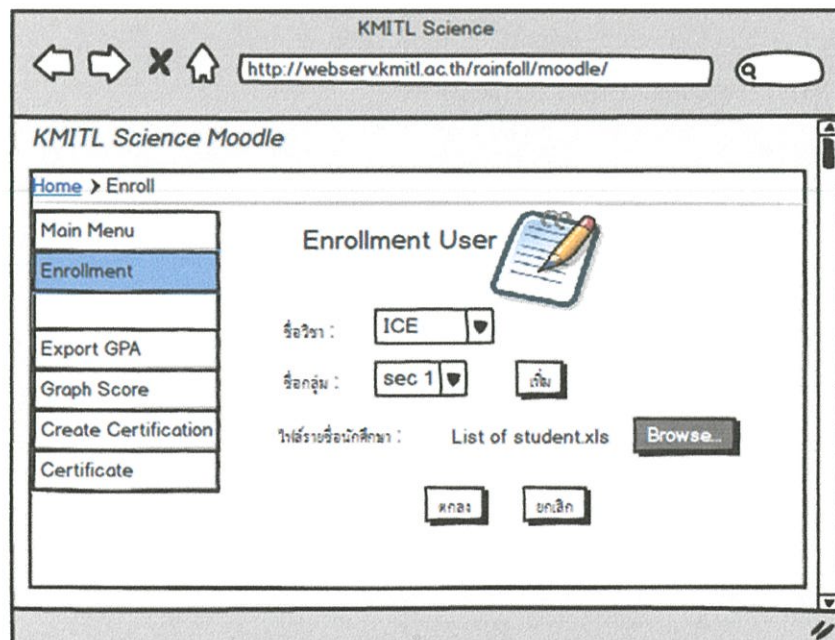 KMITL Science
http://webserv.kmitl.ac.th/rainfall/moodle/
KMITL Science Moodle
Home > Enroll
Main Menu
Enrollment
Export GPA
Graph Score
Create Certification
Certificate
Enrollment User
ชื่อวิชา : ICE
ชื่อกลุ่ม : sec 1 เพิ่ม
ไฟล์รายชื่อนักศึกษา : List of student.xls Browse...
ตกลง ยกเลิก